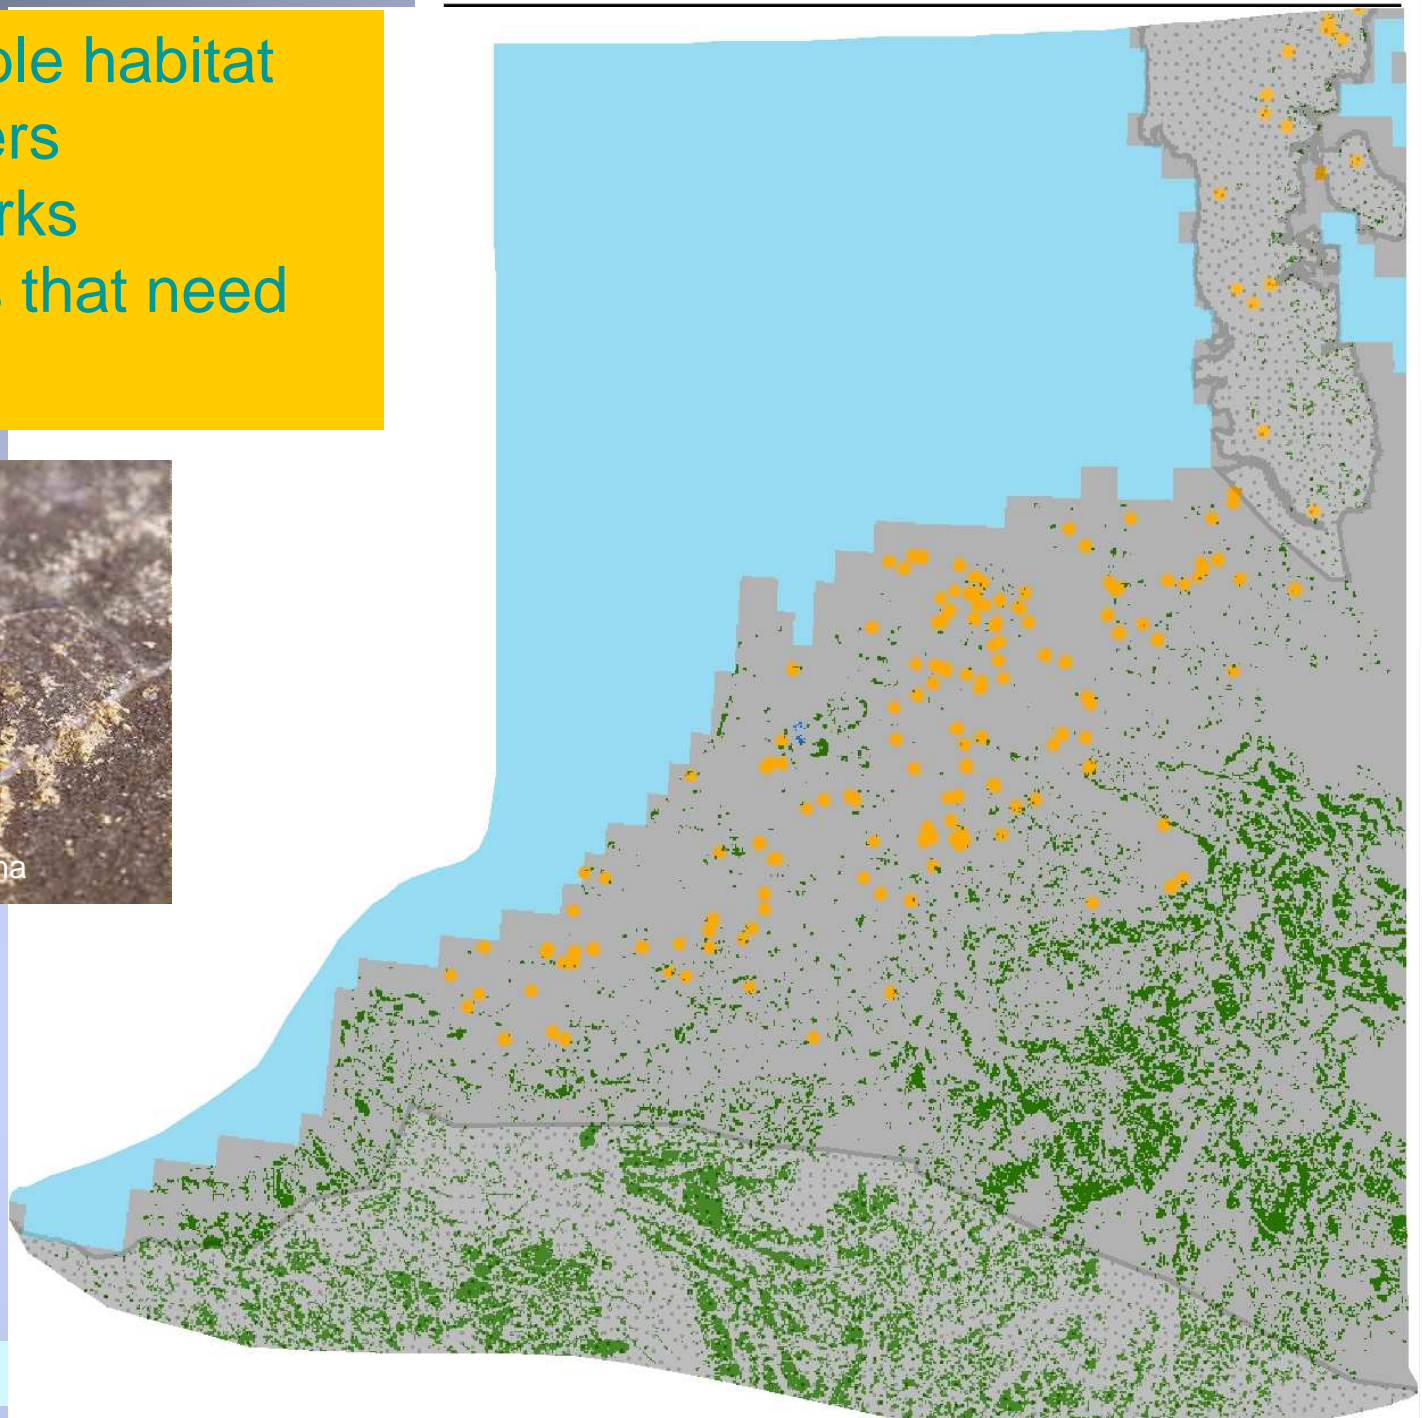 ble habitat
ers
rks
s that need
na